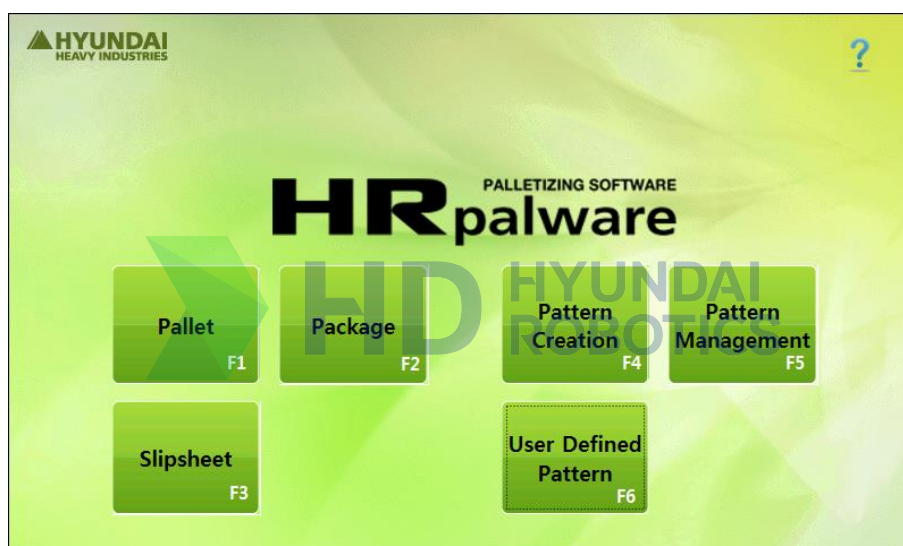 HYUNDAI
HEAVY INDUSTRIES
?
PALLETIZING SOFTWARE
HRpalware
HD HYUNDAI
ROBOTICS
Pallet
F1
Package
F2
Pattern
Creation
F4
Pattern
Management
F5
Slipsheet
F3
User Defined
Pattern
F6